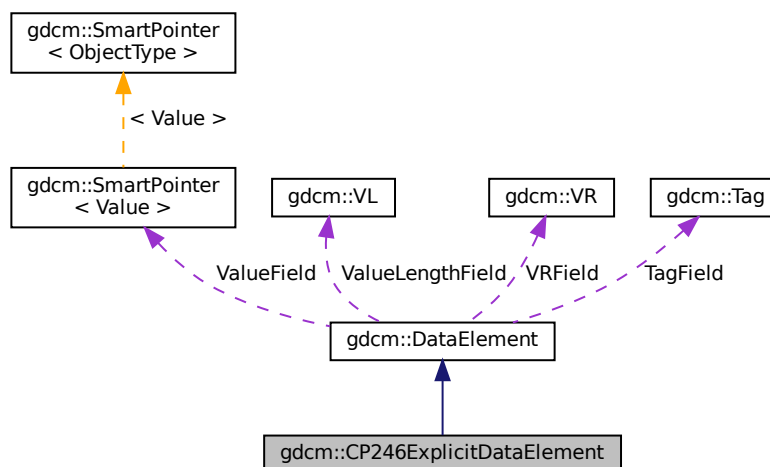 gdcm::SmartPointer
< ObjectType >
< Value >
gdcm::SmartPointer
< Value >
gdcm::VL
gdcm::VR
gdcm::Tag
ValueField
ValueLengthField
VRField
TagField
gdcm::DataElement
gdcm::CP246ExplicitDataElement